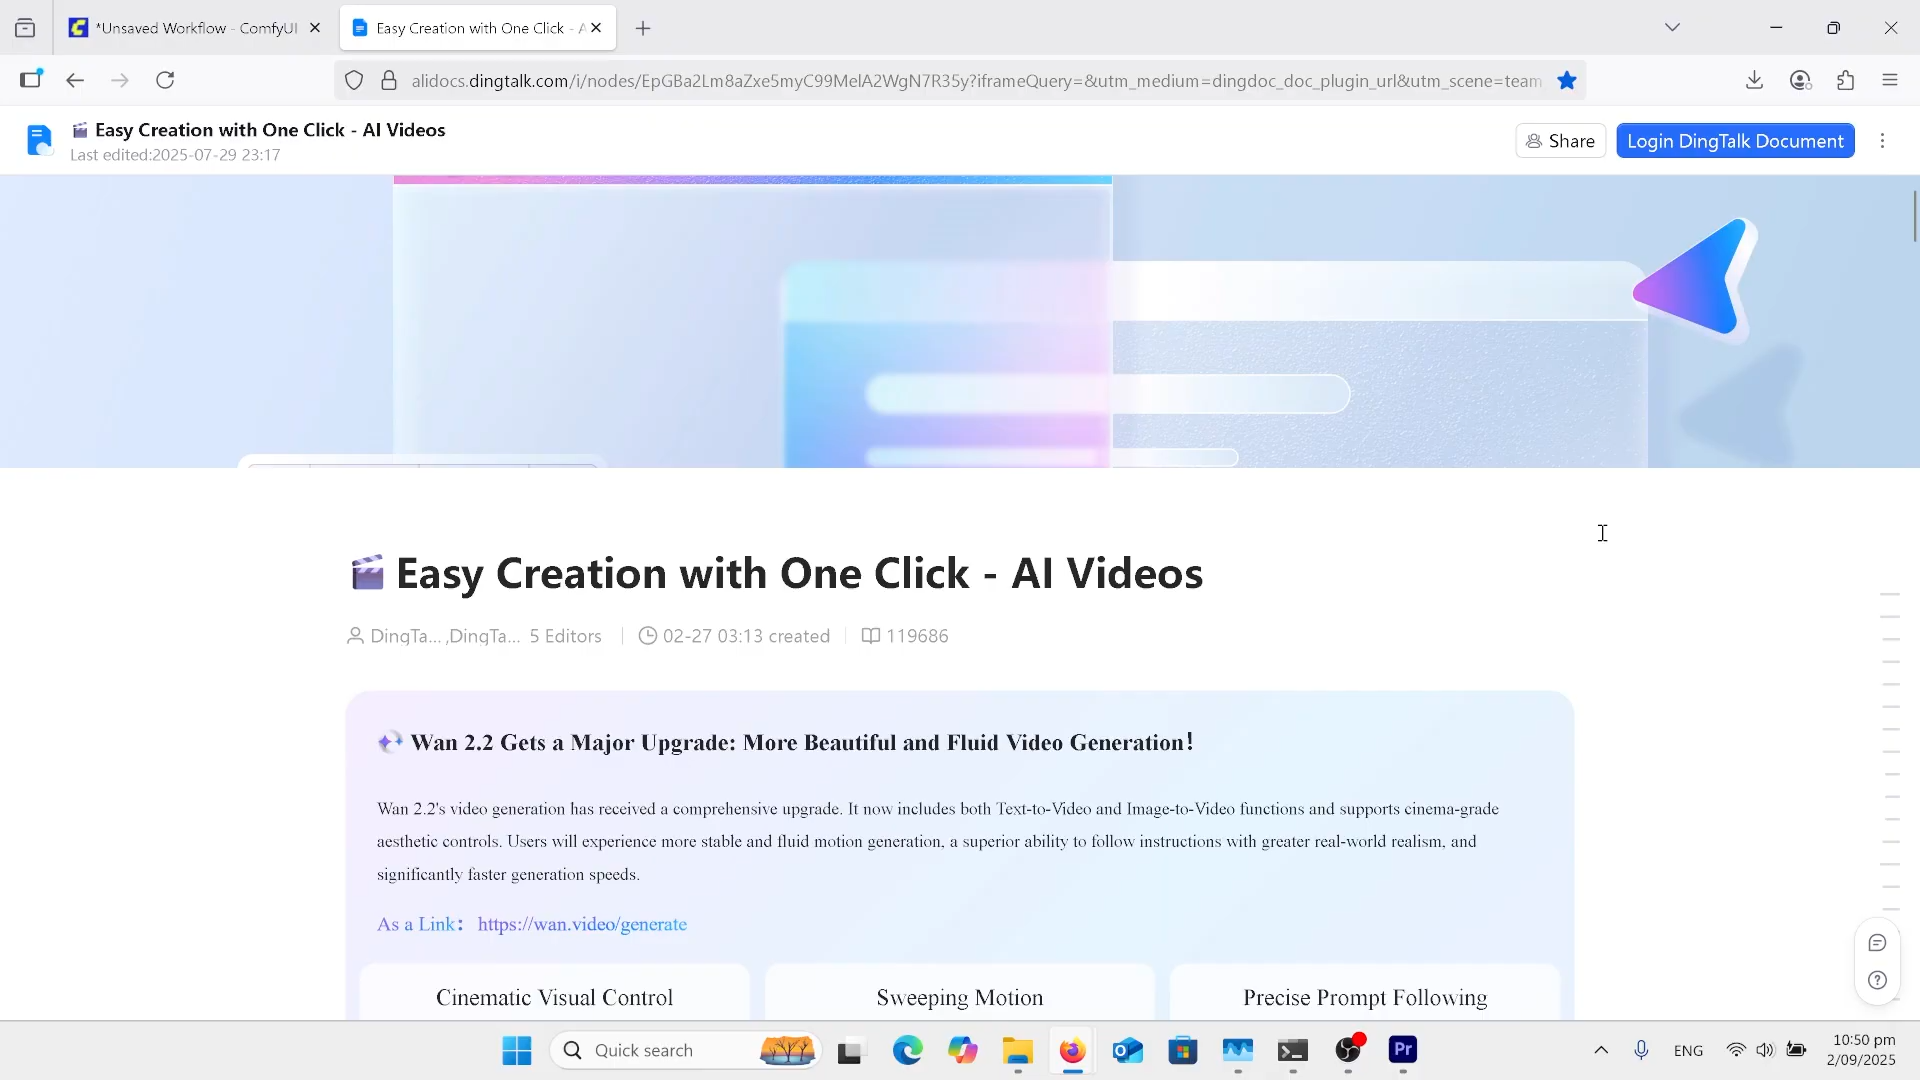 *Unsaved Workflow - ComfyUI
Easy Creation with One Click - A
alidocs.dingtalk.com/i/nodes/EpGBa2Lm8aZxe5myC99MelA2WgN7R35y?iframeQuery=&utm_medium=dingdoc_doc_plugin_url&utm_scene=team
Easy Creation with One Click - AI Videos
Last edited:2025-07-29 23:17
Share
Login DingTalk Document
Easy Creation with One Click - AI Videos
DingTa... ,DingTa... 5 Editors
02-27 03:13 created
119686
Wan 2.2 Gets a Major Upgrade: More Beautiful and Fluid Video Generation!
Wan 2.2's video generation has received a comprehensive upgrade. It now includes both Text-to-Video and Image-to-Video functions and supports cinema-grade
aesthetic controls. Users will experience more stable and fluid motion generation, a superior ability to follow instructions with greater real-world realism, and
significantly faster generation speeds.
As a Link: https://wan.video/generate
Cinematic Visual Control
Sweeping Motion
Precise Prompt Following
Quick search
Pr
ENG
10:50 pm
2/09/2025